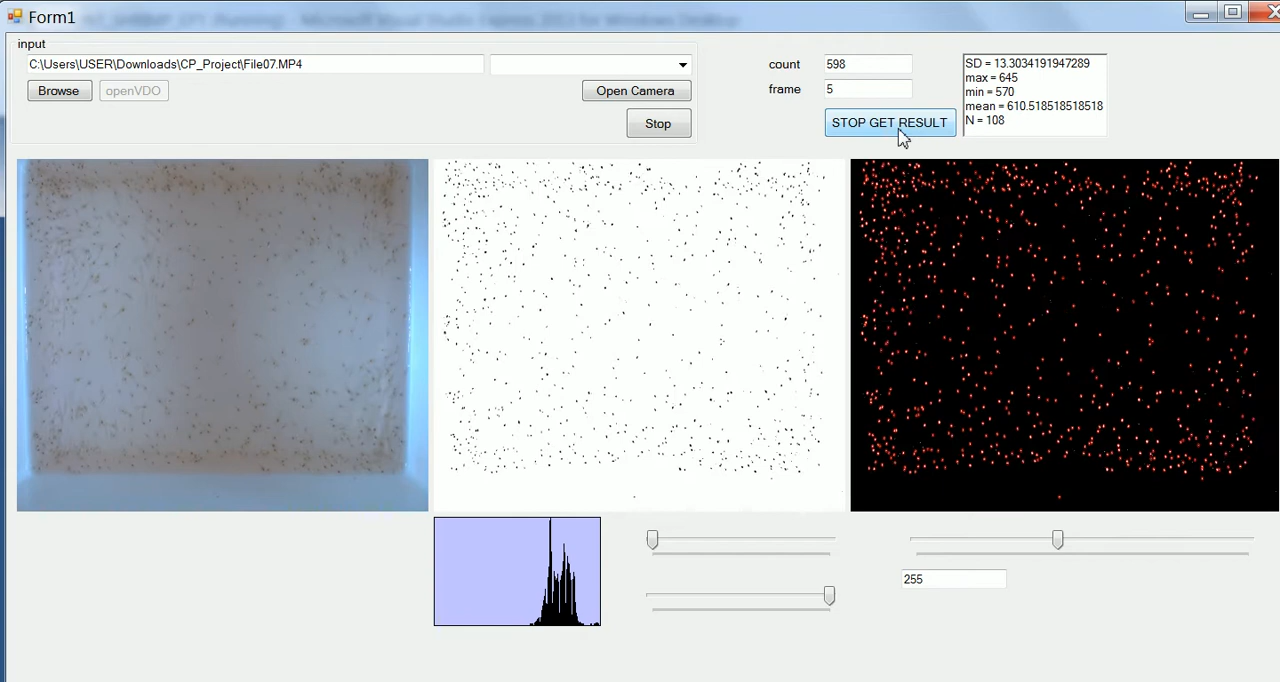 Form1
input
C:\Users\USER\Downloads\CP_Project\File07.MP4
Browse
openVDO
Open Camera
Stop
count
598
frame
5
STOP GET RESULT
SD = 13.3034191947289
max = 645
min = 570
mean = 610.518518518518
N = 108
255